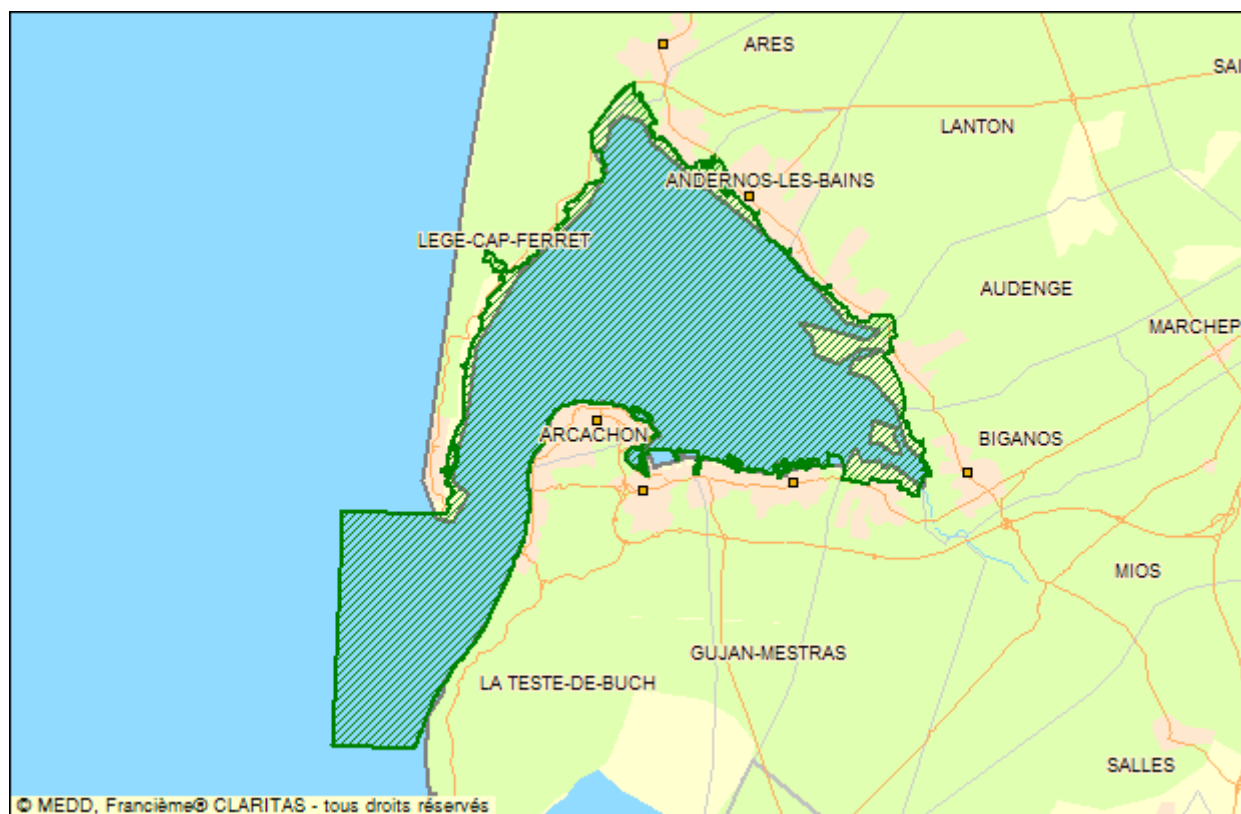 ARES
SAI
LANTON
ANDERNOS-LES-BAINS
LEGE-CAP-FERRET
AUDENGE
MARCHEP
ARCACHON
BIGANOS
MIOS
GUJAN-MESTRAS
LA TESTE-DE-BUCH
SALLES
© MEDD, Francième® CLARITAS - tous droits réservés